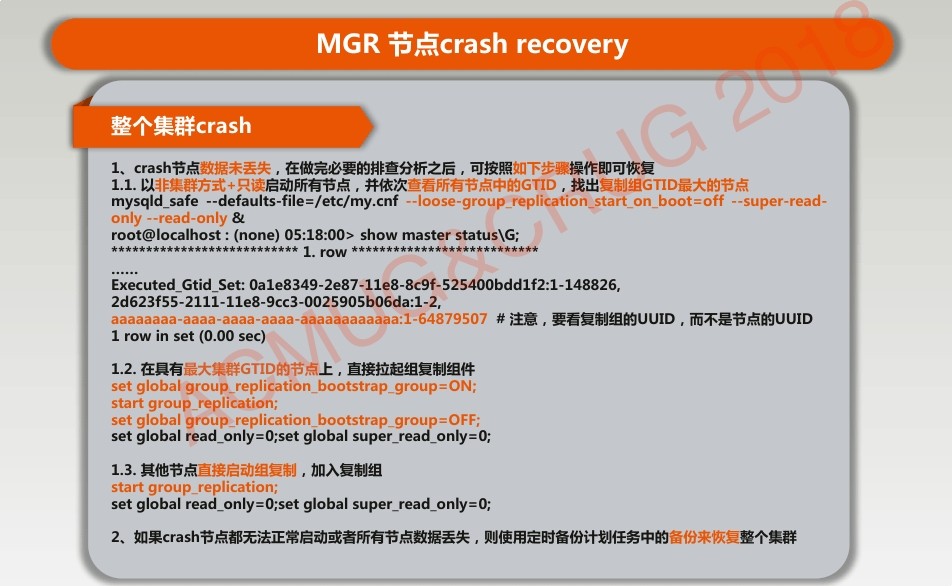 MGR 节点crash recovery
整个集群crash
1、crash节点数据未丢失，在做完必要的排查分析之后，可按照如下步骤操作即可恢复
1.1. 以非集群方式+只读启动所有节点，并依次查看所有节点中的GTID，找出复制组GTID最大的节点
mysqld_safe --defaults-file=/etc/my.cnf --loose-group_replication_start_on_boot=off --super-read-
only --read-only &
root@localhost : (none) 05:18:00> show master status\G;
*************************** 1. row ***************************
......
Executed_Gtid_Set: 0a1e8349-2e87-11e8-8c9f-525400bdd1f2:1-148826,
2d623f55-2111-11e8-9cc3-0025905b06da:1-2,
aaaaaaaa-aaaa-aaaa-aaaa-aaaaaaaaaaaa:1-64879507 # 注意，要看复制组的UUID，而不是节点的UUID
1 row in set (0.00 sec)
1.2. 在具有最大集群GTID的节点上，直接拉起组复制组件
set global group_replication_bootstrap_group=ON;
start group_replication;
set global group_replication_bootstrap_group=OFF;
set global read_only=0;set global super_read_only=0;
1.3. 其他节点直接启动组复制，加入复制组
start group_replication;
set global read_only=0;set global super_read_only=0;
2、如果crash节点都无法正常启动或者所有节点数据丢失，则使用定时备份计划任务中的备份来恢复整个集群
ACMUG&CHUG 2018